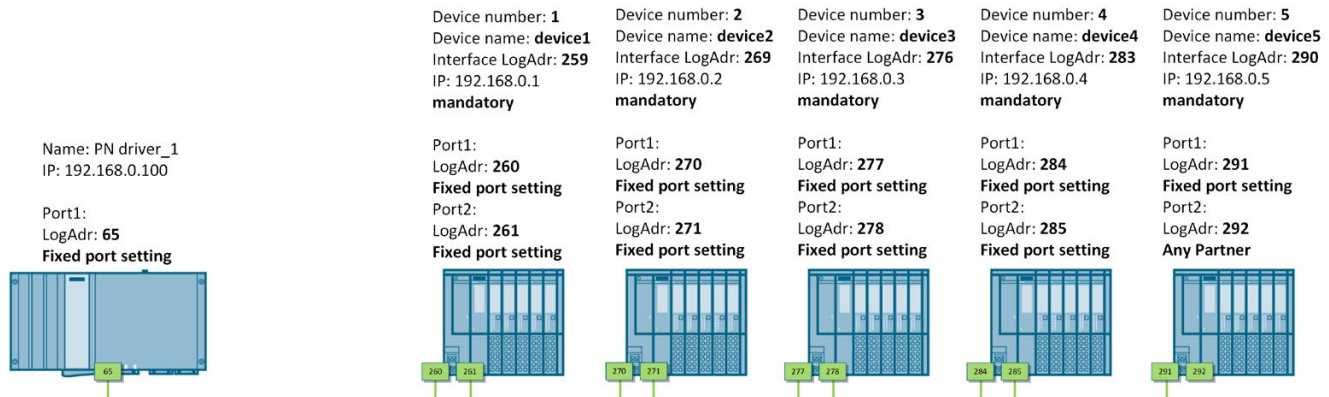 Name: PN driver_1
IP: 192.168.0.100
Port1:
LogAdr: 65
Fixed port setting
65
Device number: 1
Device name: device1
Interface LogAdr: 259
IP: 192.168.0.1
mandatory
Port1:
LogAdr: 260
Fixed port setting
Port2:
LogAdr: 261
Fixed port setting
260
261
Device number: 2
Device name: device2
Interface LogAdr: 269
IP: 192.168.0.2
mandatory
Port1:
LogAdr: 270
Fixed port setting
Port2:
LogAdr: 271
Fixed port setting
270
271
Device number: 3
Device name: device3
Interface LogAdr: 276
IP: 192.168.0.3
mandatory
Port1:
LogAdr: 277
Fixed port setting
Port2:
LogAdr: 278
Fixed port setting
277
278
Device number: 4
Device name: device4
Interface LogAdr: 283
IP: 192.168.0.4
mandatory
Port1:
LogAdr: 284
Fixed port setting
Port2:
LogAdr: 285
Fixed port setting
284
285
Device number: 5
Device name: device5
Interface LogAdr: 290
IP: 192.168.0.5
mandatory
Port1:
LogAdr: 291
Fixed port setting
Port2:
LogAdr: 292
Any Partner
291
292